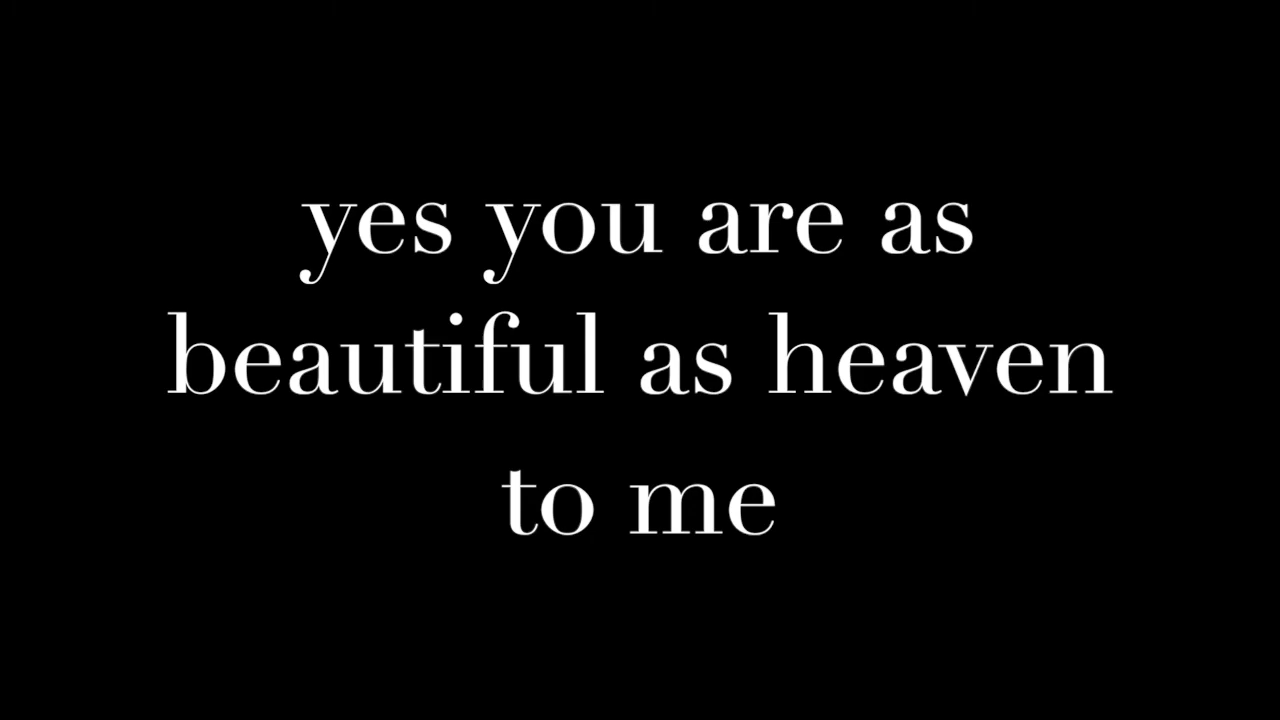 yes you are as
beautiful as heaven
to me